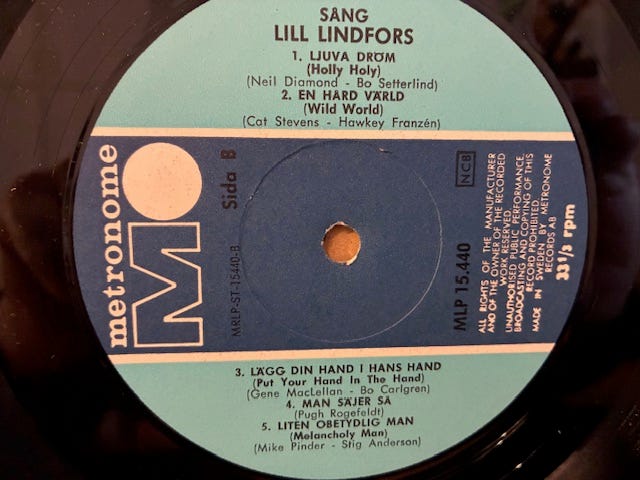 SÅNG
LILL LINDFORS
1. LJUVA DRÖM
(Holly Holy)
(Neil Diamond - Bo Setterlind)
2. EN HÅRD VÄRLD
(Wild World)
(Cat Stevens - Hawkey Franzén)
metronome
Sida B
MRLP-ST-15440-B
NCB
MLP 15.440
ALL RIGHTS OF THE MANUFACTURER
AND OF THE OWNER OF THE RECORDED
WORK RESERVED.
UNAUTHORISED PUBLIC PERFORMANCE,
BROADCASTING AND COPYING OF THIS
RECORD PROHIBITED.
MADE IN SWEDEN BY METRONOME
RECORDS AB
33 1/3 rpm
3. LÄGG DIN HAND I HANS HAND
(Put Your Hand In The Hand)
(Gene MacLellan - Bo Carlgren)
4. MAN SÄJER SÅ
(Pugh Rogefeldt)
5. LITEN OBETYDLIG MAN
(Melancholy Man)
(Mike Pinder - Stig Anderson)